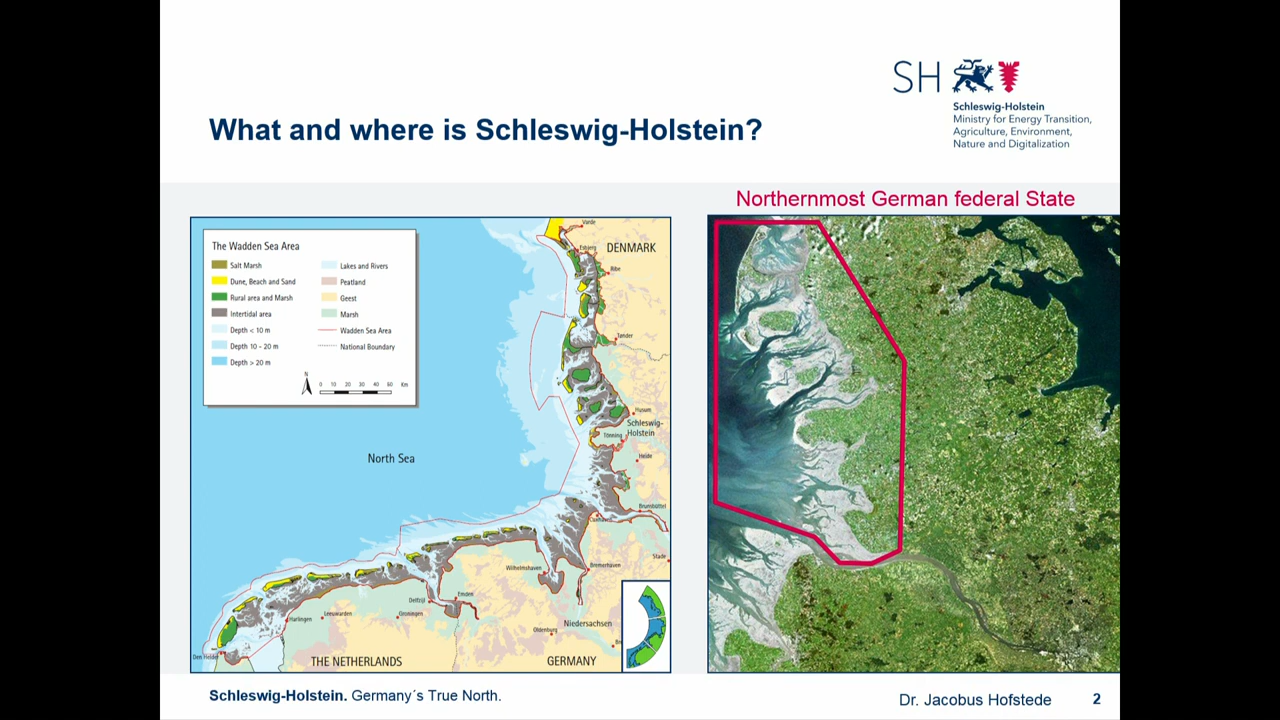 SH
Schleswig-Holstein
Ministry for Energy Transition,
Agriculture, Environment,
Nature and Digitalization
What and where is Schleswig-Holstein?
Northernmost German federal State
The Wadden Sea Area
Salt Marsh
Dune, Beach and Sand
Rural area and Marsh
Intertidal area
Depth < 10 m
Depth 10 - 20 m
Depth > 20 m
Lakes and Rivers
Peatland
Geest
Marsh
Wadden Sea Area
National Boundary
N
0 10 20 30 40 50 Km
Varde
DENMARK
Esbjerg
Ribe
Tønder
Husum
Schleswig-
Holstein
Tönning
Heide
North Sea
Brunsbüttel
Cuxhaven
Stade
Wilhelmshaven
Bremerhaven
Emden
Delfzijl
Groningen
Leeuwarden
Harlingen
Niedersachsen
Oldenburg
Den Helder
THE NETHERLANDS
GERMANY
Schleswig-Holstein. Germany´s True North.
Dr. Jacobus Hofstede 2